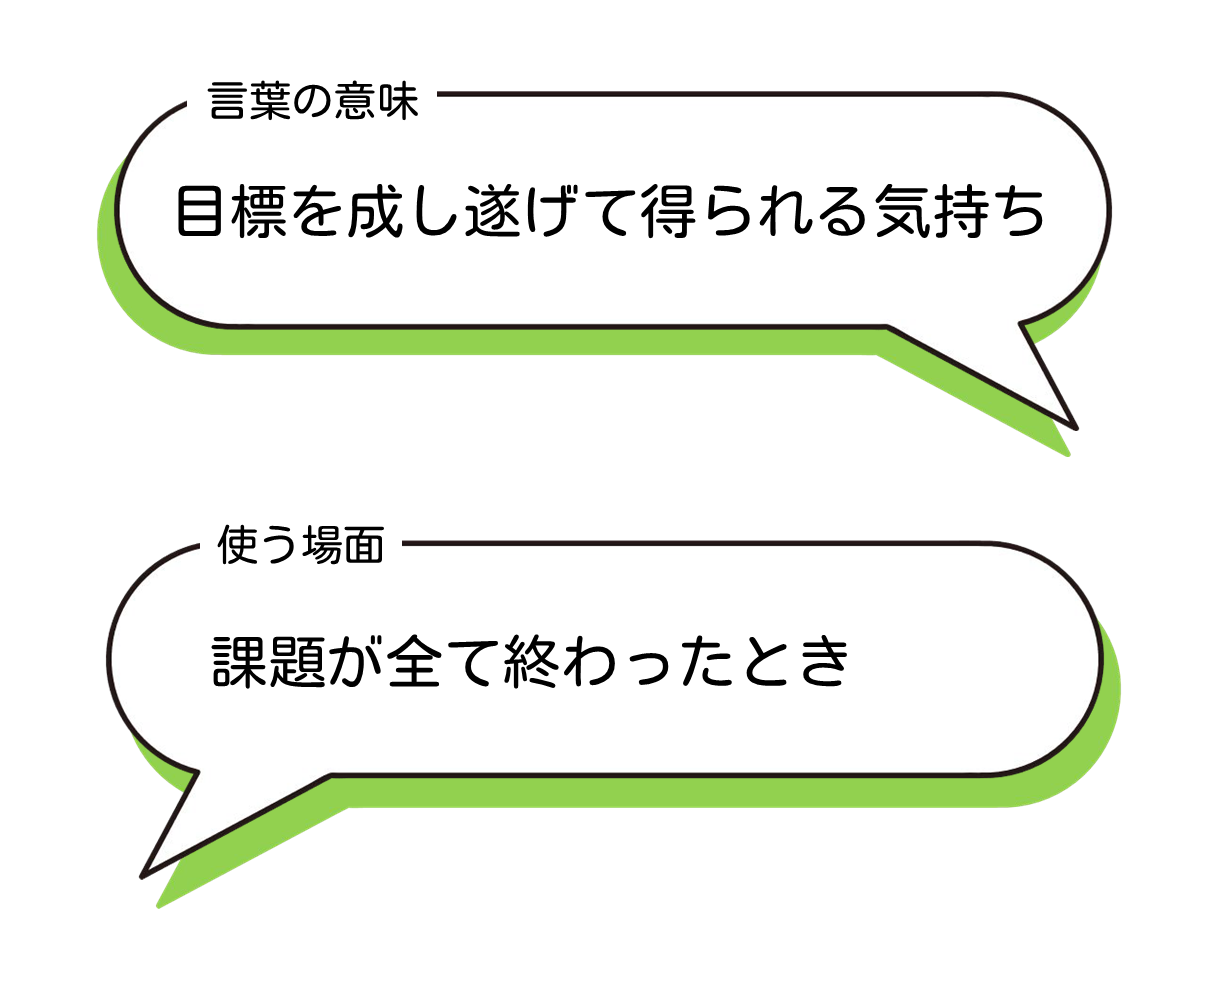 言葉の意味
目標を成し遂げて得られる気持ち
使う場面
課題が全て終わったとき